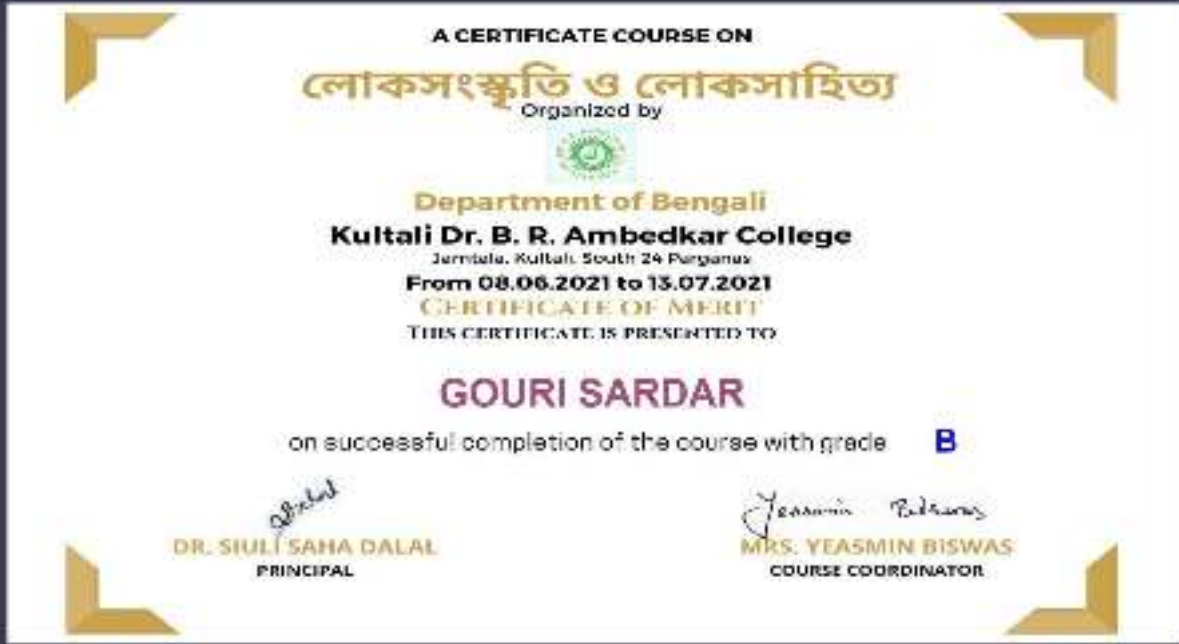 A CERTIFICATE COURSE ON
লোকসংস্কৃতি ও লোকসাহিত্য
Organized by
Department of Bengali
Kultali Dr. B. R. Ambedkar College
Jamtala, Kultali, South 24 Parganas
From 08.06.2021 to 13.07.2021
CERTIFICATE OF MERIT
THIS CERTIFICATE IS PRESENTED TO
GOURI SARDAR
on successful completion of the course with grade B
Yeasmin Biswas
DR. SIULI SAHA DALAL
MRS. YEASMIN BISWAS
PRINCIPAL
COURSE COORDINATOR